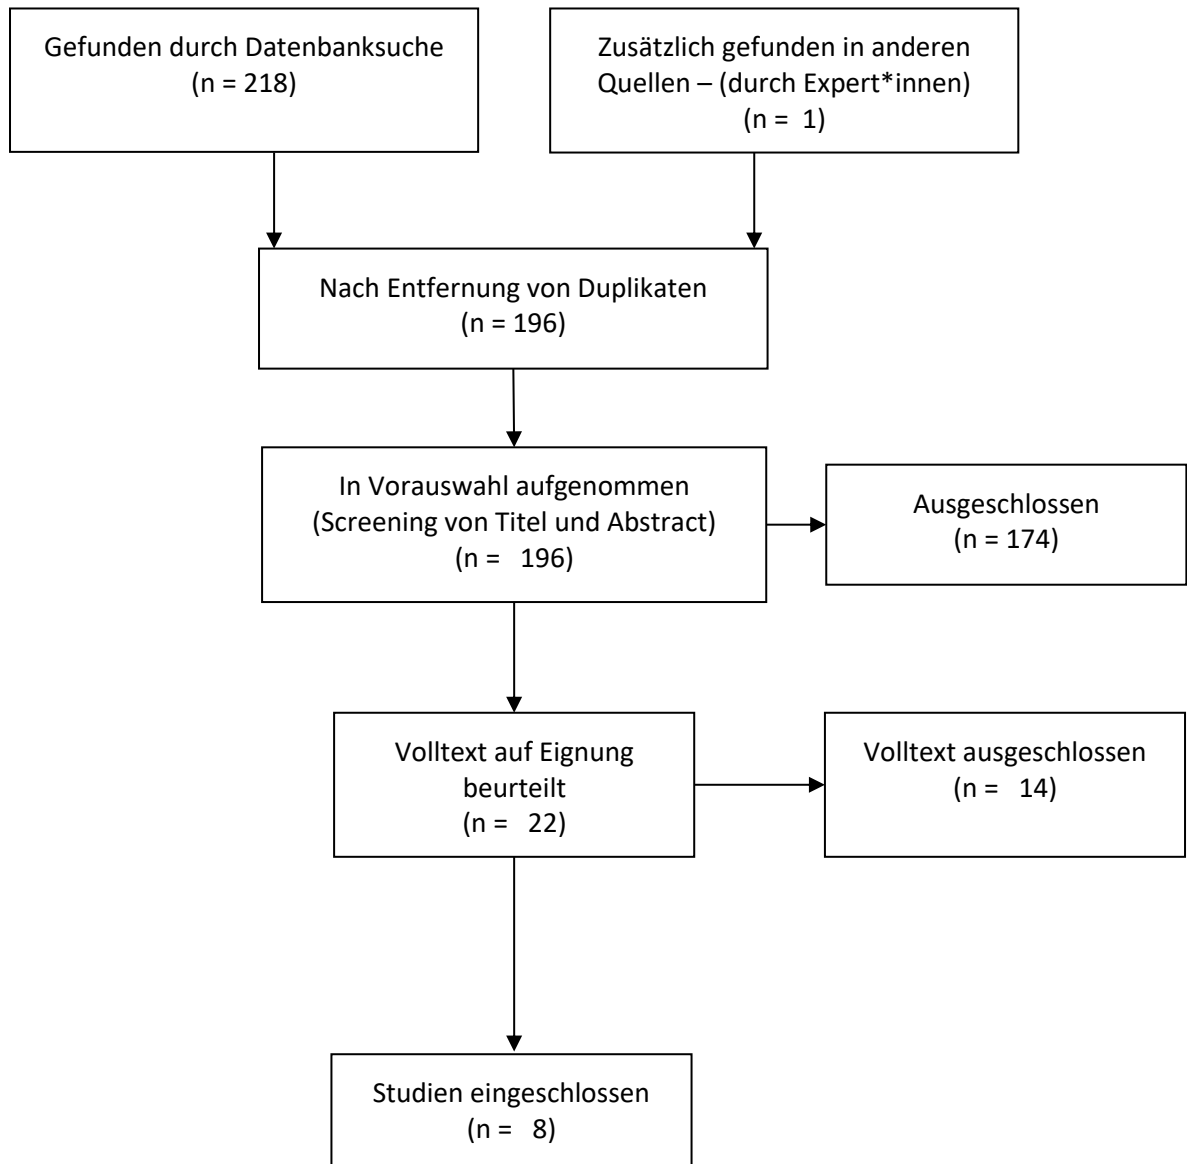 Gefunden durch Datenbanksuche
(n = 218)
Zusätzlich gefunden in anderen
Quellen – (durch Expert*innen)
(n =  1)
Nach Entfernung von Duplikaten
(n = 196)
In Vorauswahl aufgenommen
(Screening von Titel und Abstract)
(n =   196)
Ausgeschlossen
(n = 174)
Volltext auf Eignung
beurteilt
(n =   22)
Volltext ausgeschlossen
(n =   14)
Studien eingeschlossen
(n =   8)